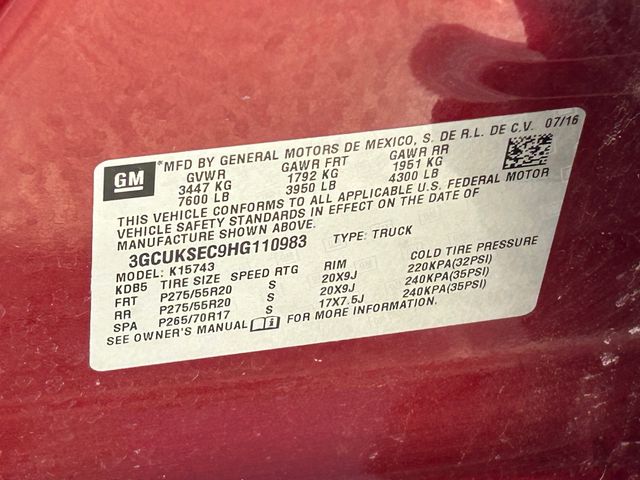 GM
*MFD BY GENERAL MOTORS DE MEXICO, S. DE R.L. DE C.V. 07/16
GVWR GAWR FRT GAWR RR
3447 KG 1792 KG 1951 KG
7600 LB 3950 LB 4300 LB
THIS VEHICLE CONFORMS TO ALL APPLICABLE U.S. FEDERAL MOTOR
VEHICLE SAFETY STANDARDS IN EFFECT ON THE DATE OF
MANUFACTURE SHOWN ABOVE.
3GCUKSEC9HG110983 TYPE: TRUCK
MODEL: K15743
KDB5 TIRE SIZE SPEED RTG RIM COLD TIRE PRESSURE
FRT P275/55R20 S 20X9J 220KPA(32PSI)
RR P275/55R20 S 20X9J 240KPA(35PSI)
SPA P265/70R17 S 17X7.5J 240KPA(35PSI)
SEE OWNER'S MANUAL FOR MORE INFORMATION.